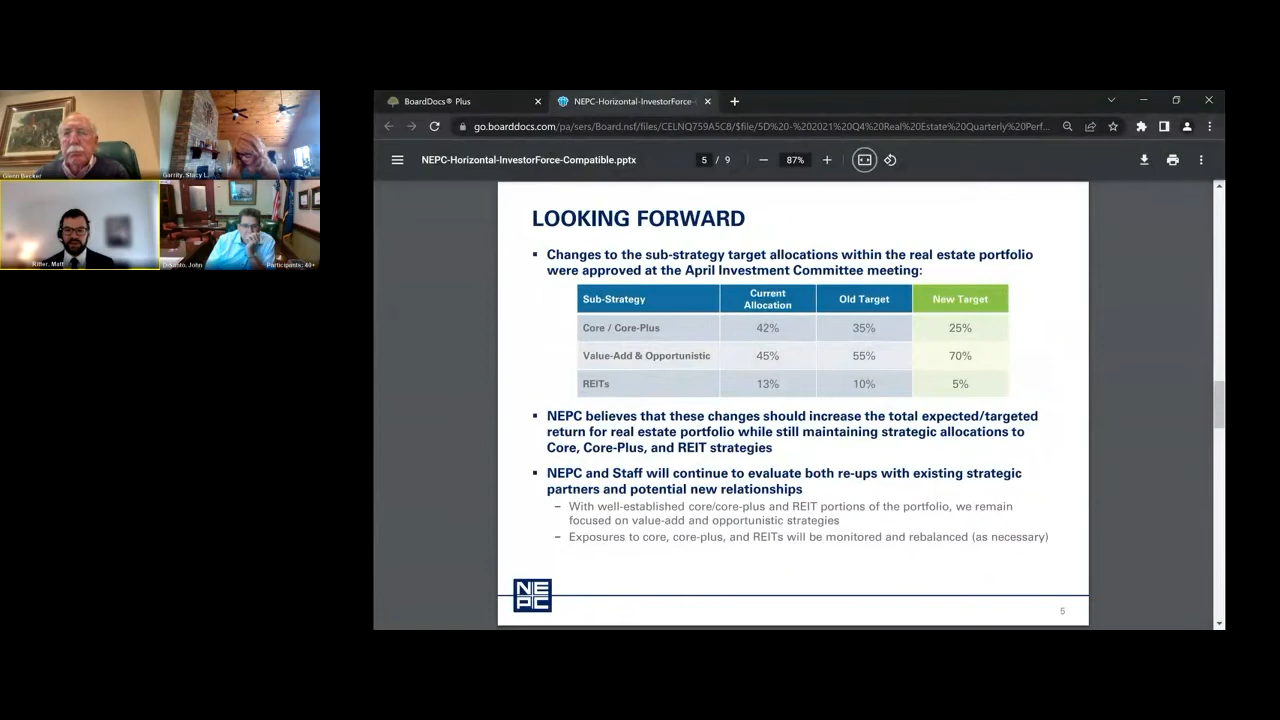 BoardDocs® Plus
NEPC-Horizontal-InvestorForce-
go.boarddocs.com/pa/sers/Board.nsf/files/CELNQ759A5C8/$file/5D%20-%202021%20Q4%20Real%20Estate%20Quarterly%20Perf...
NEPC-Horizontal-InvestorForce-Compatible.pptx
5 / 9
87%
Glenn Becker
Garrity, Stacy L.
Ritter, Matt
DiSanto, John
Participants: 40+
LOOKING FORWARD
Changes to the sub-strategy target allocations within the real estate portfolio
were approved at the April Investment Committee meeting:
Sub-Strategy Current Allocation Old Target New Target
Core / Core-Plus 42% 35% 25%
Value-Add & Opportunistic 45% 55% 70%
REITs 13% 10% 5%
NEPC believes that these changes should increase the total expected/targeted
return for real estate portfolio while still maintaining strategic allocations to
Core, Core-Plus, and REIT strategies
NEPC and Staff will continue to evaluate both re-ups with existing strategic
partners and potential new relationships
– With well-established core/core-plus and REIT portions of the portfolio, we remain
focused on value-add and opportunistic strategies
– Exposures to core, core-plus, and REITs will be monitored and rebalanced (as necessary)
NEPC
5